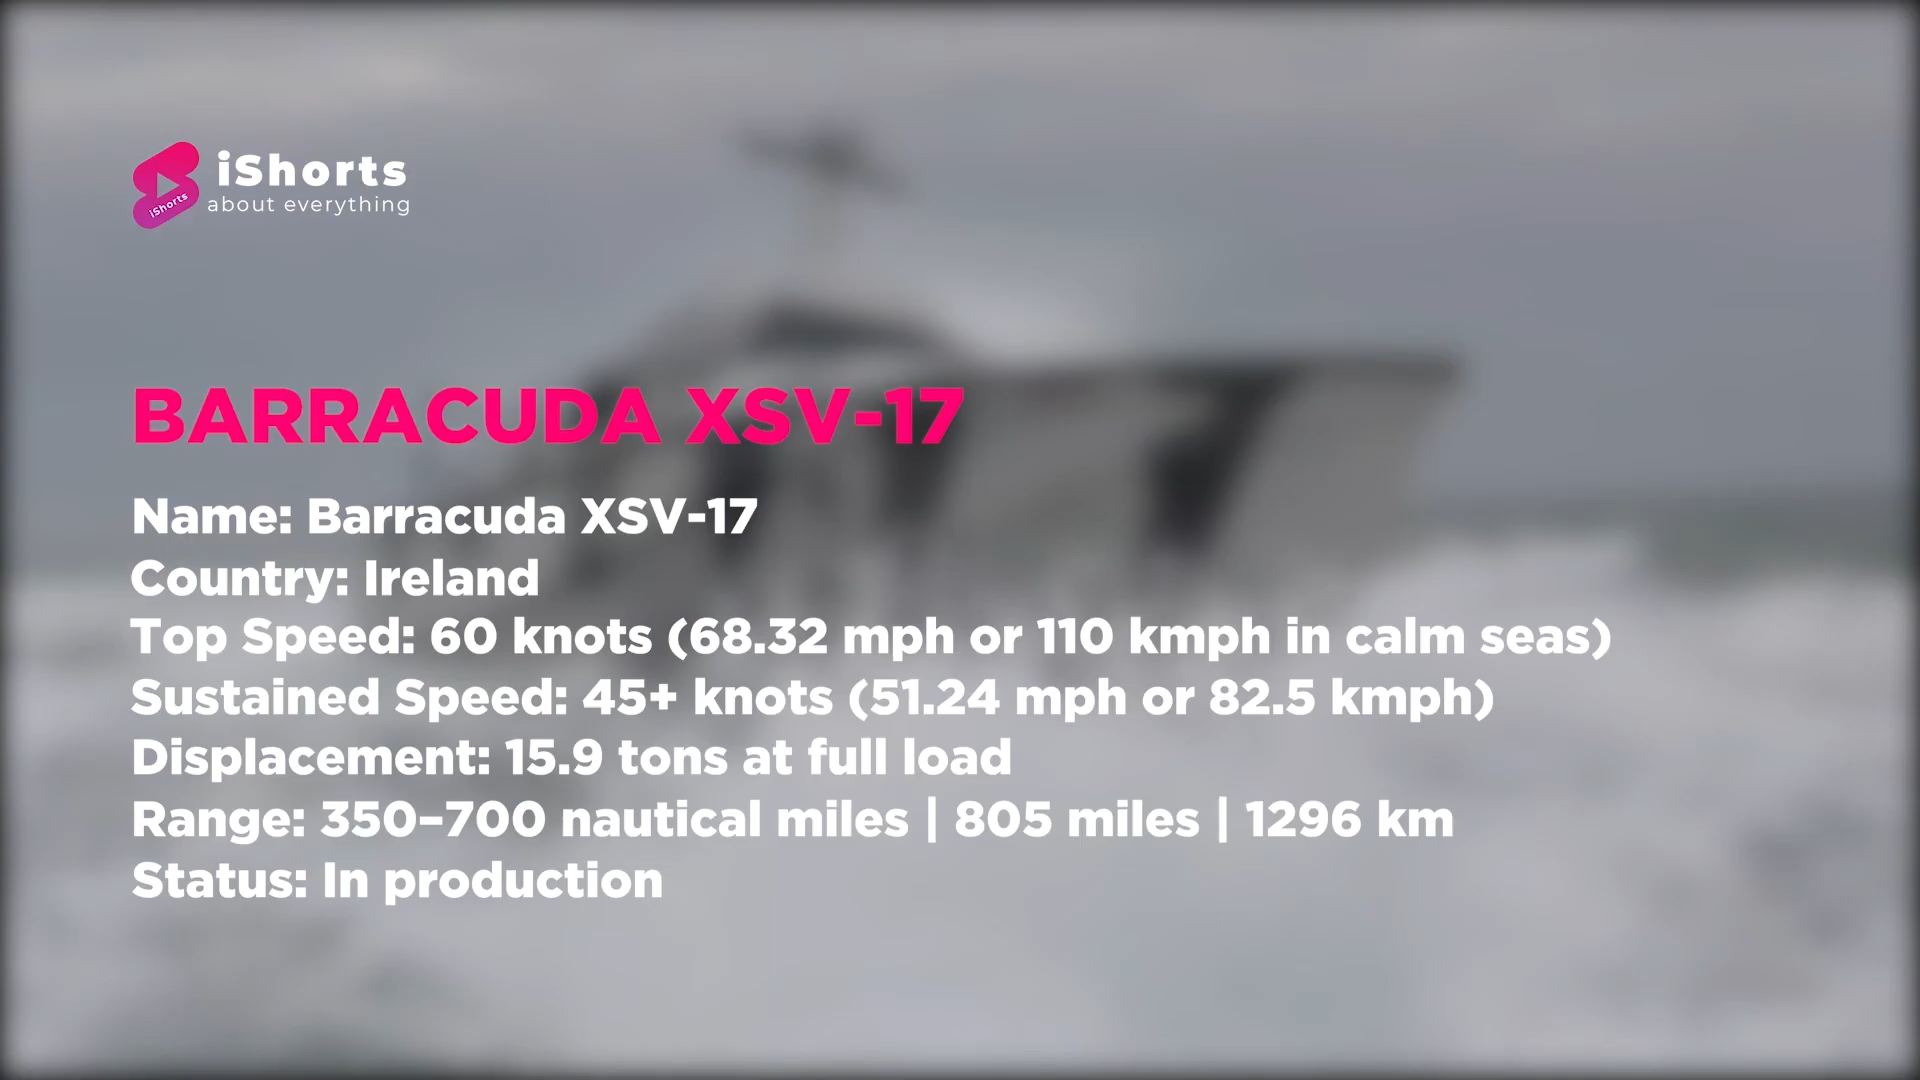 iShorts
about everything
iShorts
BARRACUDA XSV-17
Name: Barracuda XSV-17
Country: Ireland
Top Speed: 60 knots (68.32 mph or 110 kmph in calm seas)
Sustained Speed: 45+ knots (51.24 mph or 82.5 kmph)
Displacement: 15.9 tons at full load
Range: 350–700 nautical miles | 805 miles | 1296 km
Status: In production